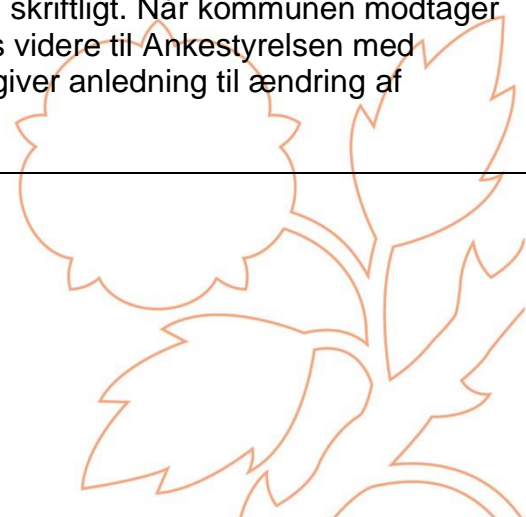 skriftligt. Når kommunen modtager
s videre til Ankestyrelsen med
giver anledning til ændring af